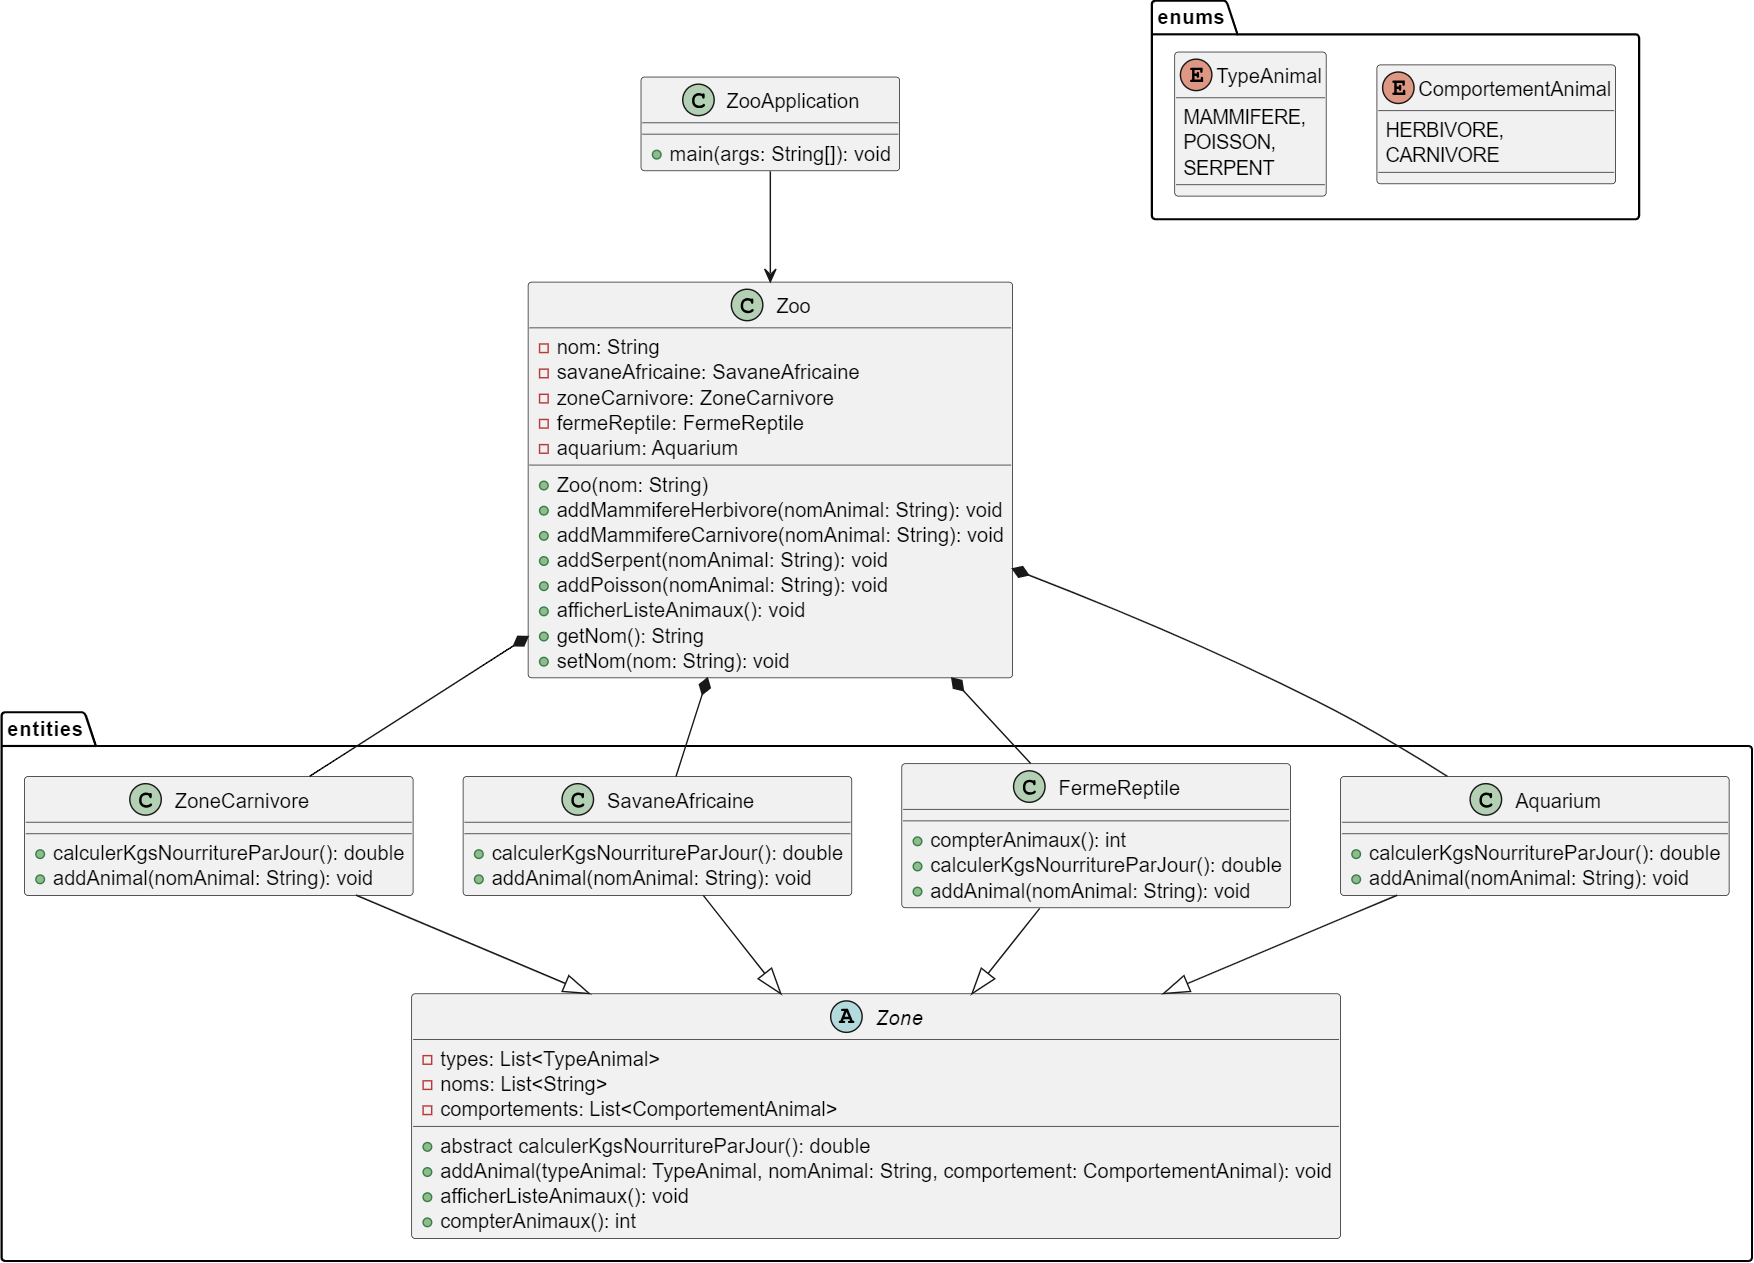 enums
E TypeAnimal
MAMMIFERE,
POISSON,
SERPENT
E ComportementAnimal
HERBIVORE,
CARNIVORE
C ZooApplication
main(args: String[]): void
C Zoo
nom: String
savaneAfricaine: SavaneAfricaine
zoneCarnivore: ZoneCarnivore
fermeReptile: FermeReptile
aquarium: Aquarium
Zoo(nom: String)
addMammifereHerbivore(nomAnimal: String): void
addMammifereCarnivore(nomAnimal: String): void
addSerpent(nomAnimal: String): void
addPoisson(nomAnimal: String): void
afficherListeAnimaux(): void
getNom(): String
setNom(nom: String): void
entities
C ZoneCarnivore
calculerKgsNourritureParJour(): double
addAnimal(nomAnimal: String): void
C SavaneAfricaine
calculerKgsNourritureParJour(): double
addAnimal(nomAnimal: String): void
C FermeReptile
compterAnimaux(): int
calculerKgsNourritureParJour(): double
addAnimal(nomAnimal: String): void
C Aquarium
calculerKgsNourritureParJour(): double
addAnimal(nomAnimal: String): void
A Zone
types: List<TypeAnimal>
noms: List<String>
comportements: List<ComportementAnimal>
abstract calculerKgsNourritureParJour(): double
addAnimal(typeAnimal: TypeAnimal, nomAnimal: String, comportement: ComportementAnimal): void
afficherListeAnimaux(): void
compterAnimaux(): int